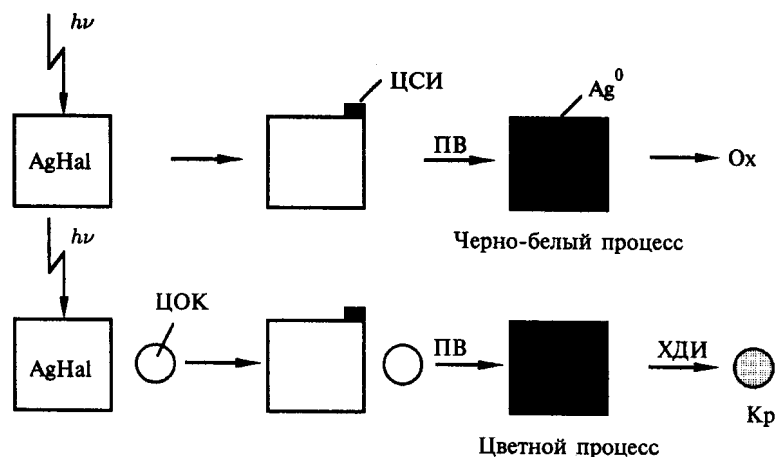 hν
ЦСИ
Ag⁰
AgHal
ПВ
Ox
Черно-белый процесс
hν
ЦОК
AgHal
ПВ
ХДИ
Кр
Цветной процесс